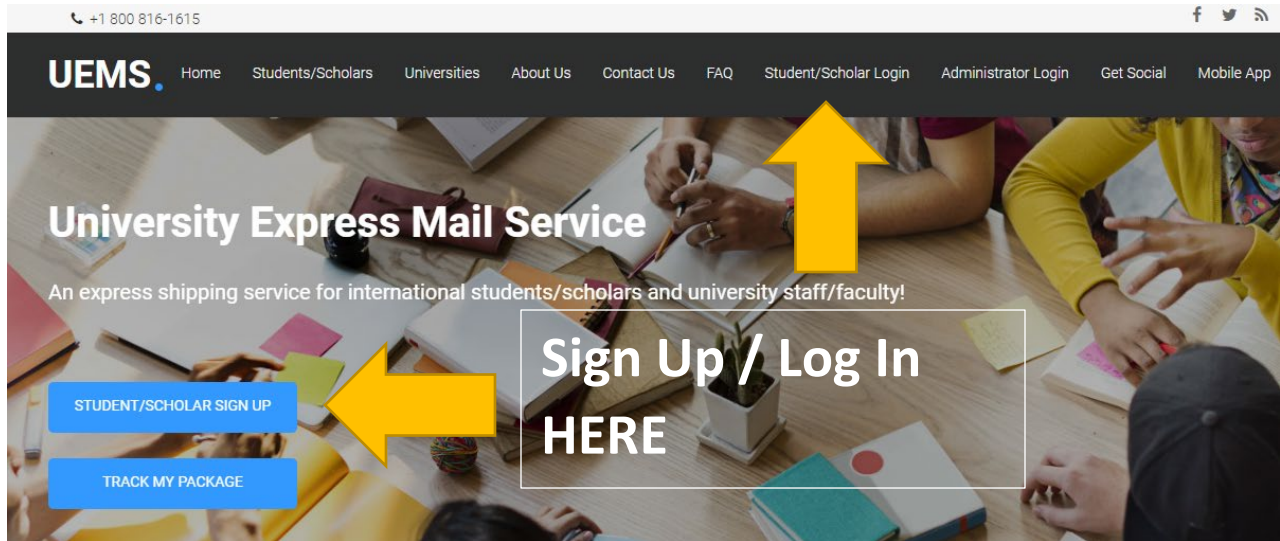 +1 800 816-1615
UEMS. Home Students/Scholars Universities About Us Contact Us FAQ Student/Scholar Login Administrator Login Get Social Mobile App
University Express Mail Service
An express shipping service for international students/scholars and university staff/faculty!
Sign Up / Log In
HERE
STUDENT/SCHOLAR SIGN UP
TRACK MY PACKAGE